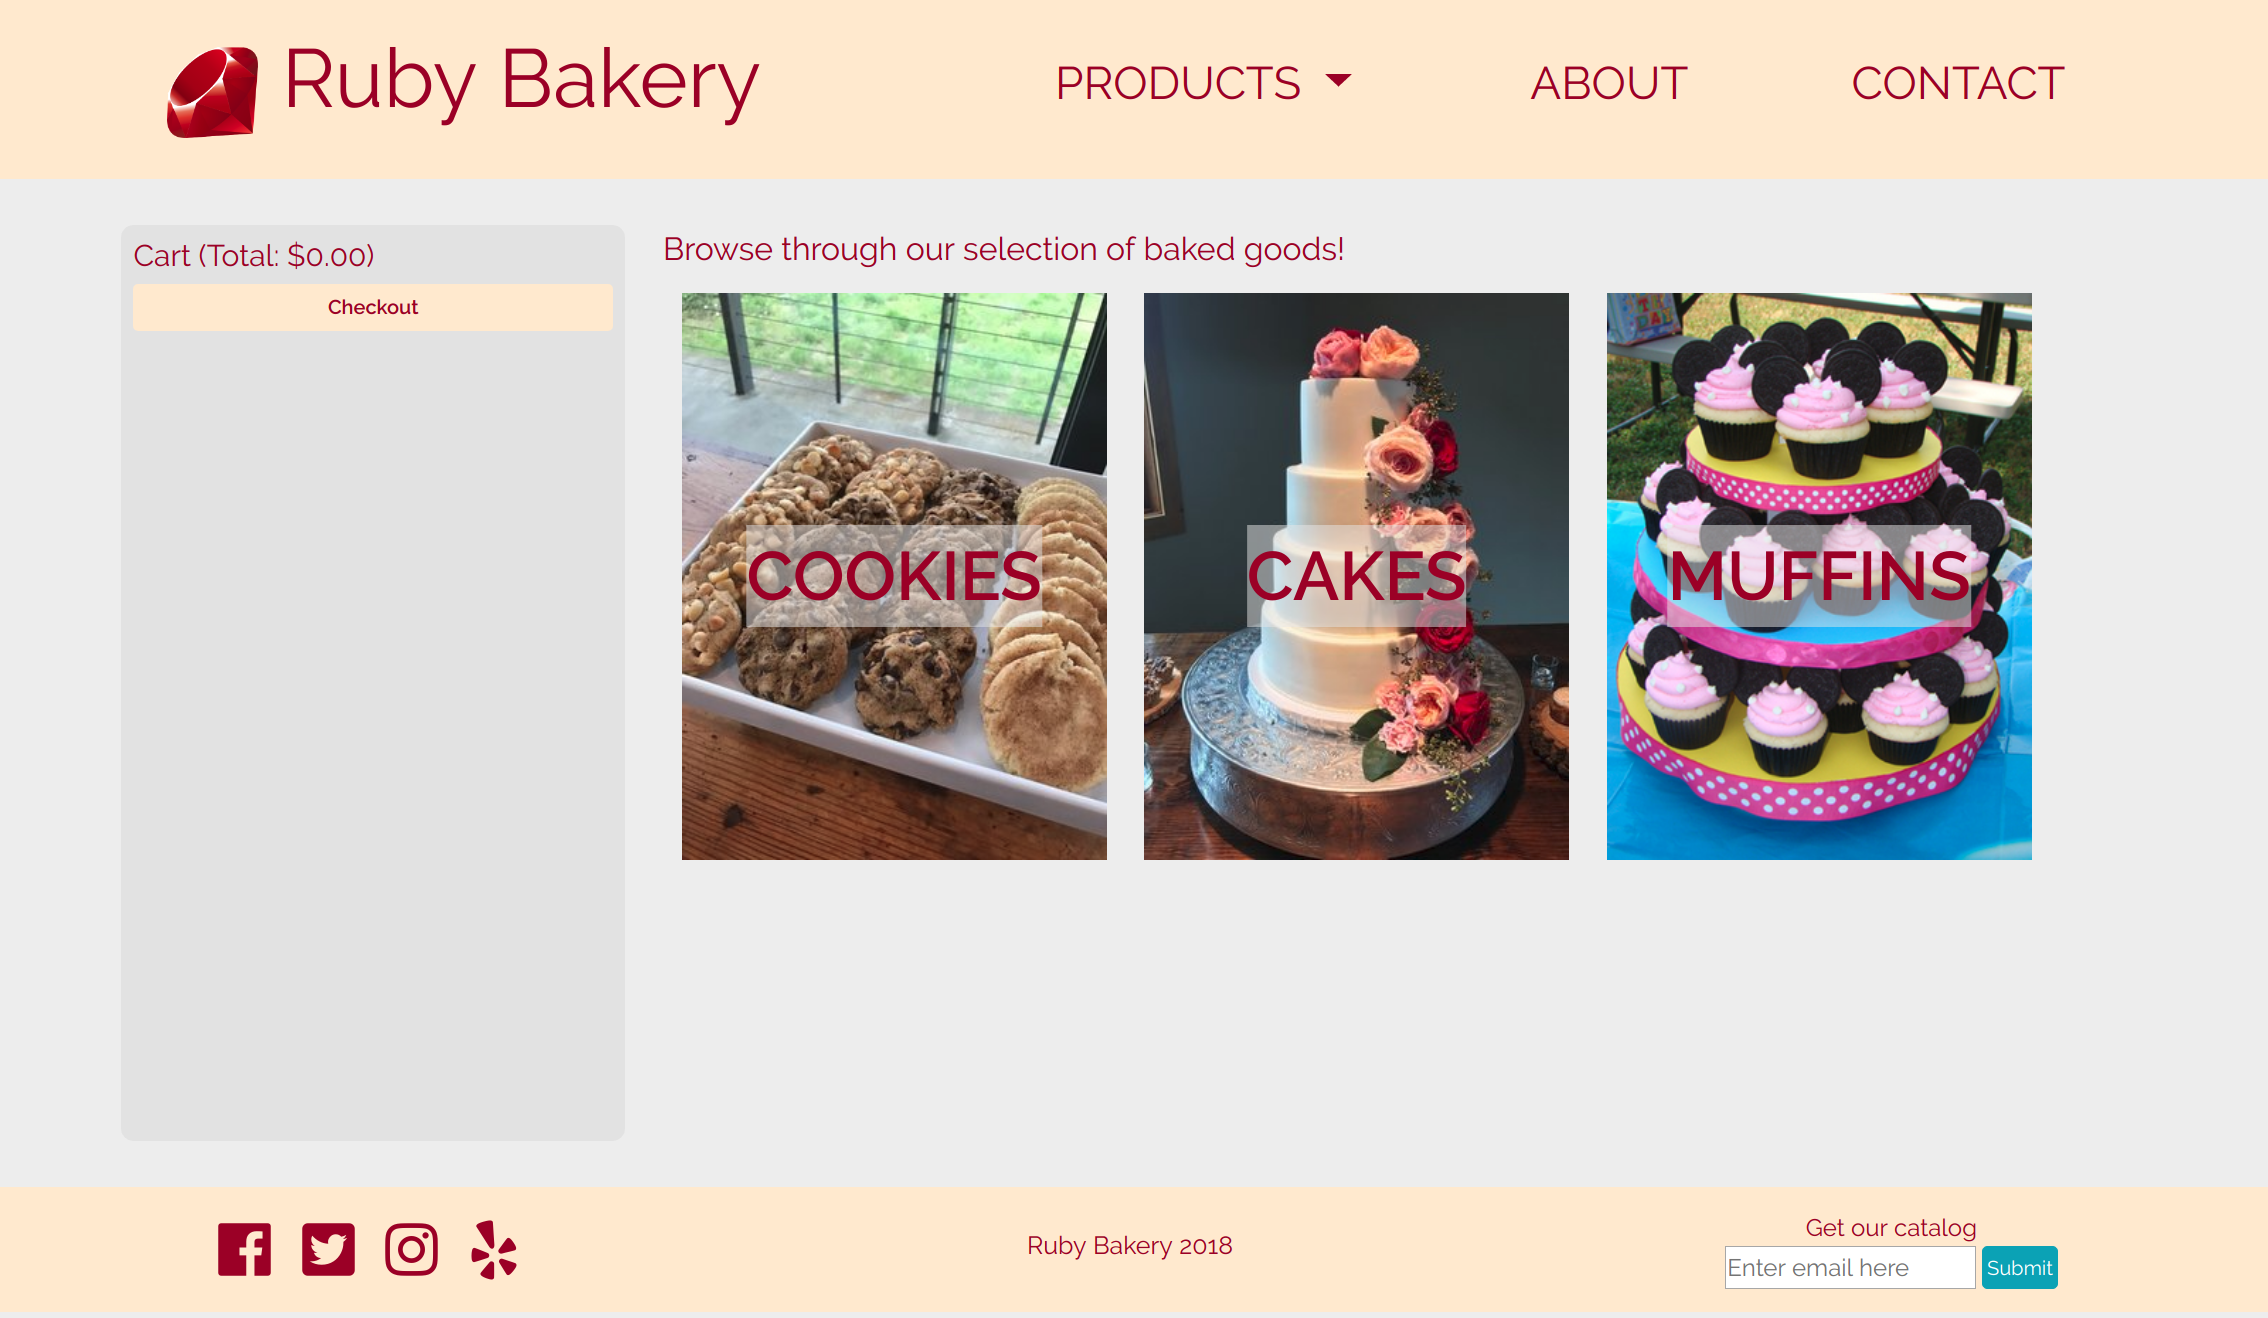 Ruby Bakery
PRODUCTS
ABOUT
CONTACT
Cart (Total: $0.00)
Checkout
Browse through our selection of baked goods!
COOKIES
CAKES
MUFFINS
Ruby Bakery 2018
Get our catalog
Enter email here
Submit